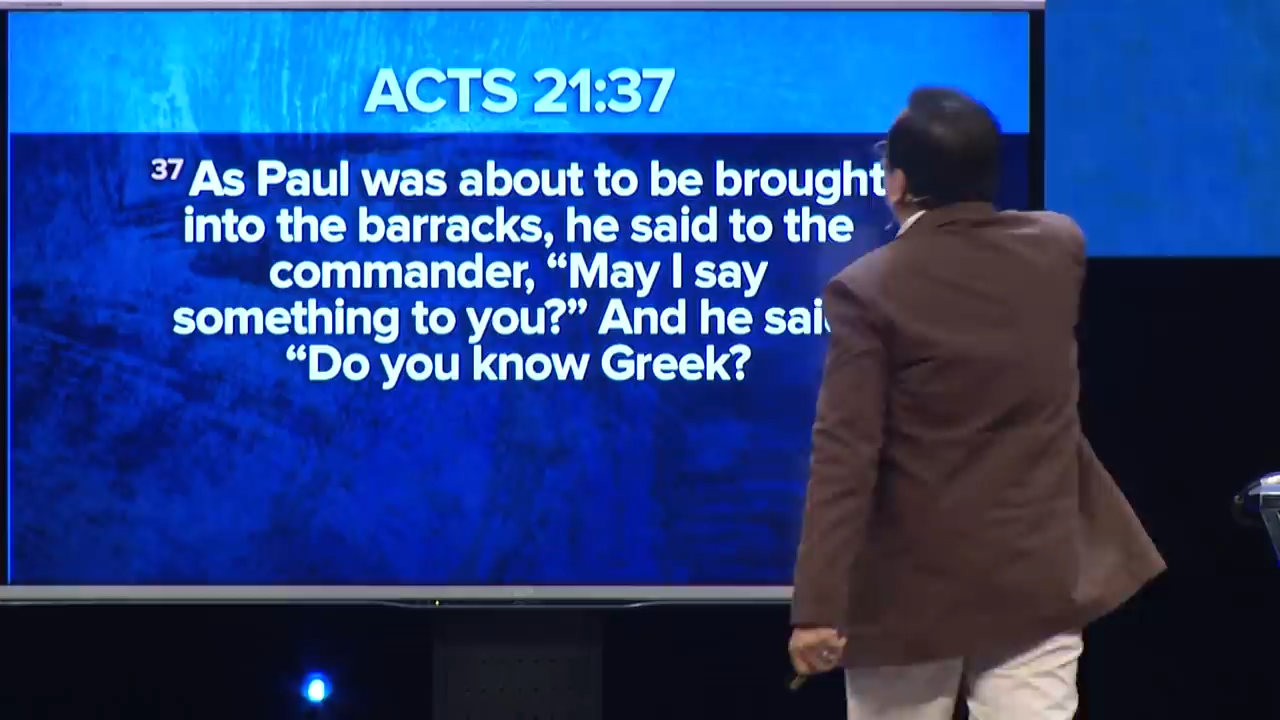 ACTS 21:37
37 As Paul was about to be brought
into the barracks, he said to the
commander, “May I say
something to you?” And he
“Do you know Greek?